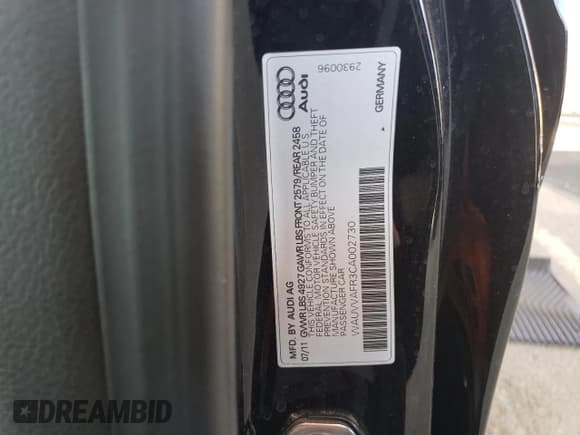 2930096
Audi
GERMANY
MFD. BY AUDI AG
07/11 GVWR LBS 4927 GAWR LBS FRONT 2579/REAR 2458
THIS VEHICLE CONFORMS TO ALL APPLICABLE U.S.
FEDERAL MOTOR VEHICLE SAFETY BUMPER AND THEFT
PREVENTION STANDARDS IN EFFECT ON THE DATE OF
MANUFACTURE SHOWN ABOVE
PASSENGER CAR
WAUVVAFR3CA002730
DREAMBID